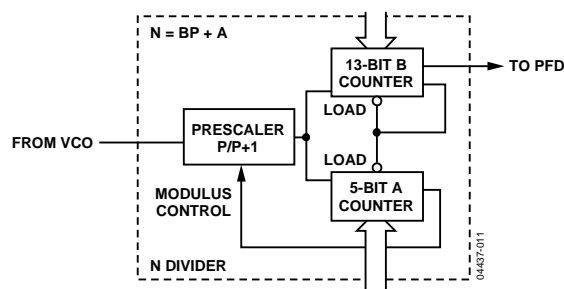 N = BP + A
13-BIT B
COUNTER
TO PFD
LOAD
PRESCALER
P/P+1
FROM VCO
LOAD
MODULUS
CONTROL
5-BIT A
COUNTER
N DIVIDER
04437-011